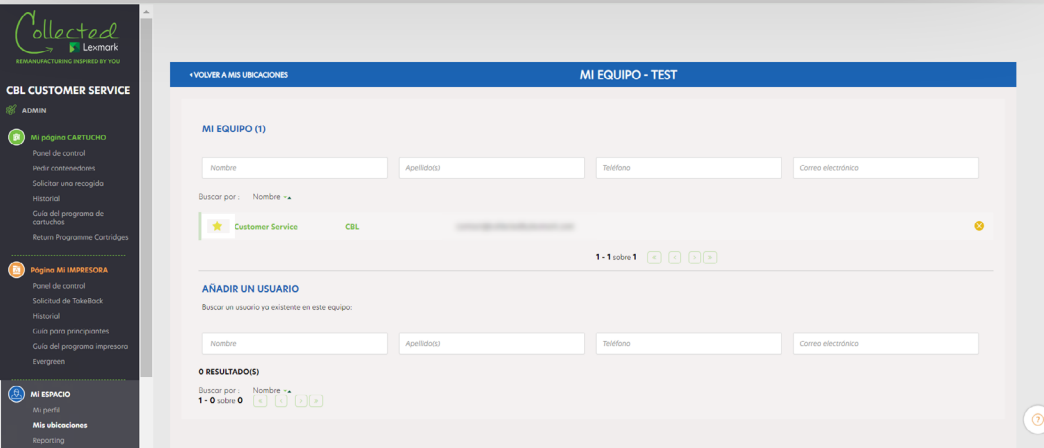 Collected
Lexmark
REMANUFACTURING INSPIRED BY YOU
CBL CUSTOMER SERVICE
ADMIN
Mi página CARTUCHO
Panel de control
Pedir contenedores
Solicitar una recogida
Historial
Guía del programa de
cartuchos
Return Programme Cartridges
Página Mi IMPRESORA
Panel de control
Solicitud de TakeBack
Historial
Guía para principiantes
Guía del programa impresora
Evergreen
Mi ESPACIO
Mi perfil
Mis ubicaciones
Reporting
VOLVER A MIS UBICACIONES
MI EQUIPO - TEST
MI EQUIPO (1)
Nombre
Apellido(s)
Teléfono
Correo electrónico
Buscar por : Nombre
Customer Service CBL
1 - 1 sobre 1 « ‹ › »
AÑADIR UN USUARIO
Buscar un usuario ya existente en este equipo:
Nombre
Apellido(s)
Teléfono
Correo electrónico
0 RESULTADO(S)
Buscar por : Nombre
1 - 0 sobre 0 « ‹ › »
?